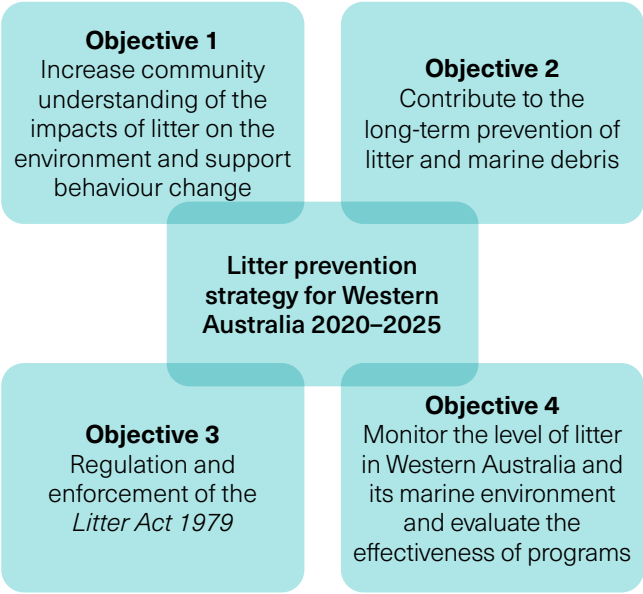 Objective 1
Increase community
understanding of the
impacts of litter on the
environment and support
behaviour change
Objective 2
Contribute to the
long-term prevention of
litter and marine debris
Litter prevention
strategy for Western
Australia 2020–2025
Objective 3
Regulation and
enforcement of the
Litter Act 1979
Objective 4
Monitor the level of litter
in Western Australia and
its marine environment
and evaluate the
effectiveness of programs